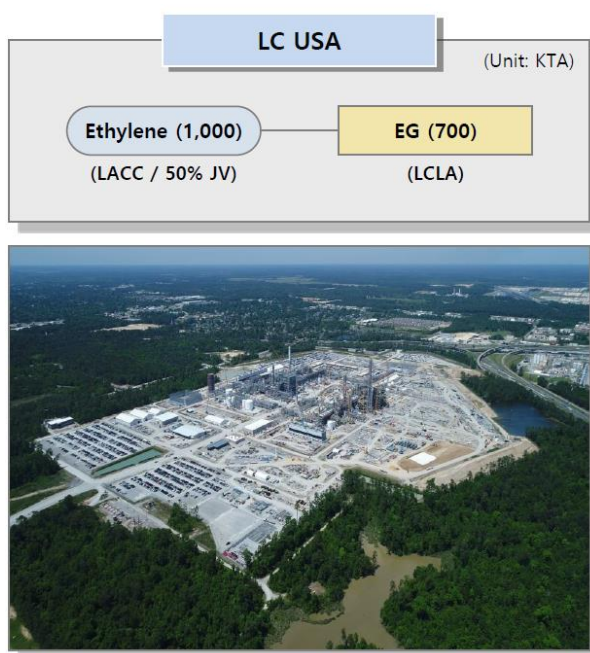 LC USA
(Unit: KTA)
Ethylene (1,000)
EG (700)
(LACC / 50% JV)
(LCLA)